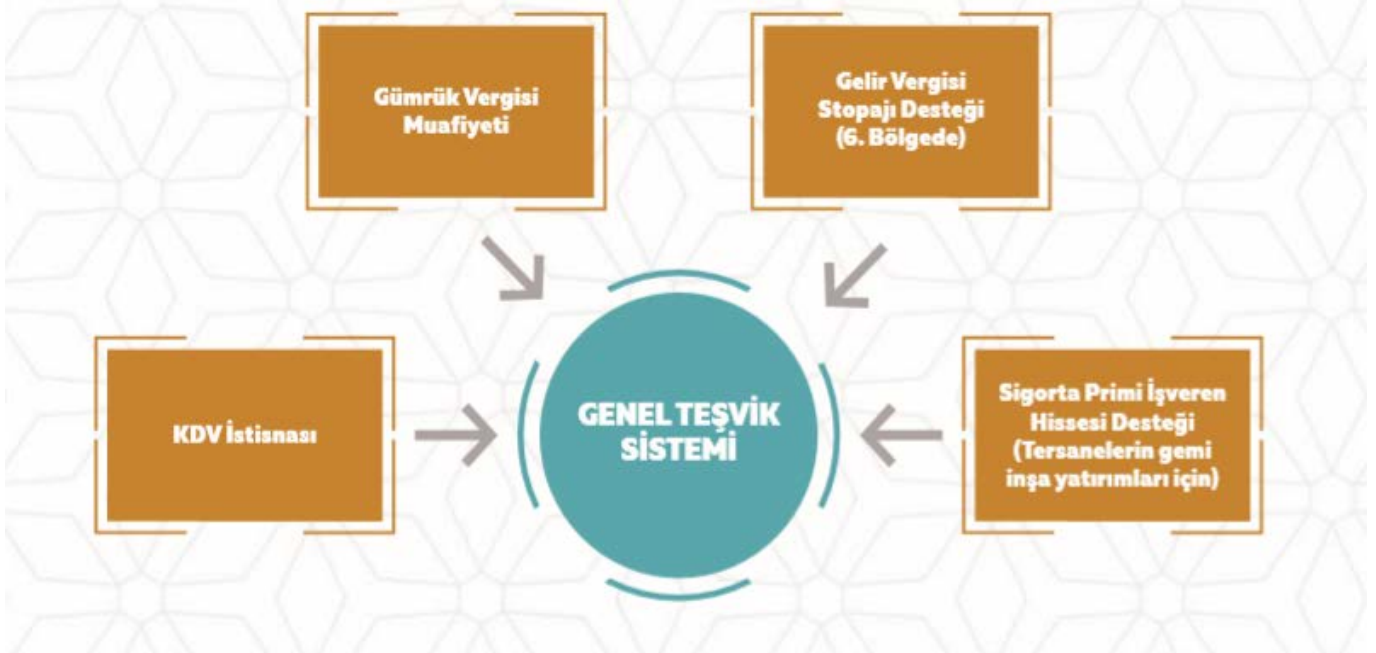 Gümrük Vergisi
Muafiyeti
Gelir Vergisi
Stopajı Desteği
(6. Bölgede)
KDV İstisnası
GENEL TEŞVİK
SİSTEMİ
Sigorta Primi İşveren
Hissesi Desteği
(Tersanelerin gemi
inşa yatırımları için)